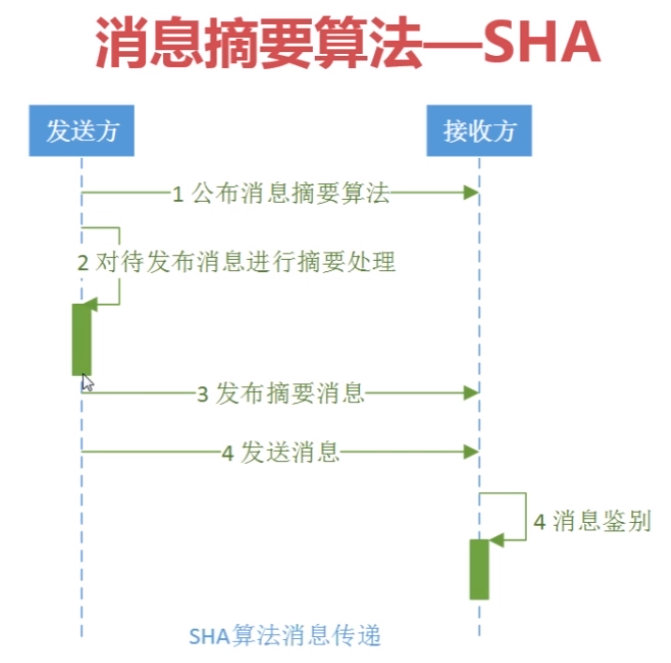 消息摘要算法—SHA
发送方
接收方
1 公布消息摘要算法
2 对待发布消息进行摘要处理
3 发布摘要消息
4 发送消息
4 消息鉴别
SHA算法消息传递